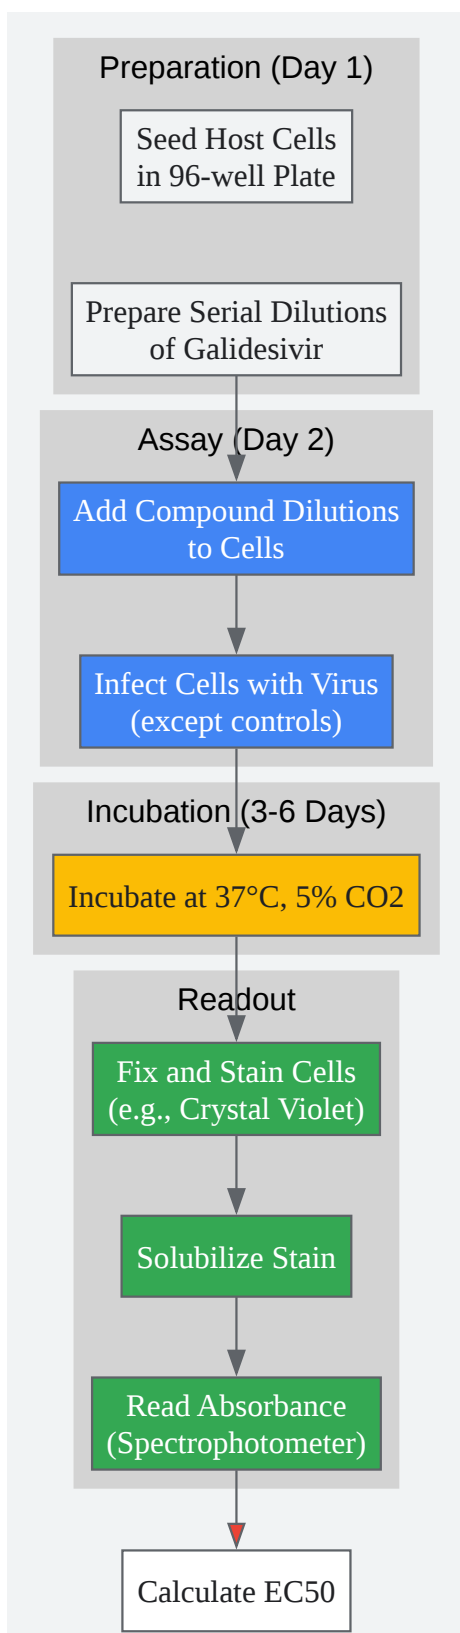 Preparation (Day 1)
Seed Host Cells
in 96-well Plate
Prepare Serial Dilutions
of Galidesivir
Assay (Day 2)
Add Compound Dilutions
to Cells
Infect Cells with Virus
(except controls)
Incubation (3-6 Days)
Incubate at 37°C, 5% CO2
Readout
Fix and Stain Cells
(e.g., Crystal Violet)
Solubilize Stain
Read Absorbance
(Spectrophotometer)
Calculate EC50